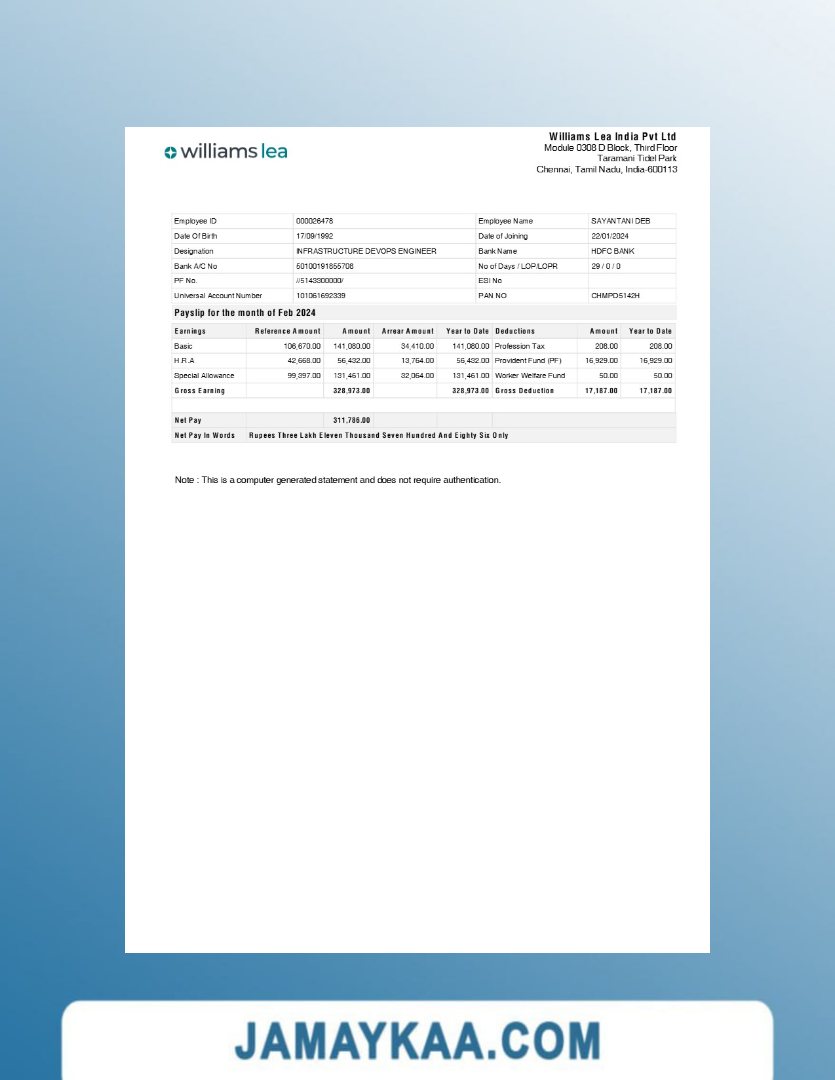 williams lea
Williams Lea India Pvt Ltd
Module 0308 D Block, Third Floor
Taramani Tidel Park
Chennai, Tamil Nadu, India-600113
Employee ID 000026478 Employee Name SAYANTANI DEB
Date Of Birth 17/09/1992 Date of Joining 22/01/2024
Designation INFRASTRUCTURE DEVOPS ENGINEER Bank Name HDFC BANK
Bank A/C No 50100191855708 No of Days / LOP/LOPR 29 / 0 / 0
PF No. //5143300000/ ESI No
Universal Account Number 101061692339 PAN NO CHMPD5142H
Payslip for the month of Feb 2024
Earnings Reference Amount Amount Arrear Amount Year to Date Deductions Amount Year to Date
Basic 106,670.00 141,080.00 34,410.00 141,080.00 Profession Tax 208.00 208.00
H.R.A 42,668.00 56,432.00 13,764.00 56,432.00 Provident Fund (PF) 16,929.00 16,929.00
Special Allowance 99,397.00 131,461.00 32,064.00 131,461.00 Worker Welfare Fund 50.00 50.00
Gross Earning 328,973.00 328,973.00 Gross Deduction 17,187.00 17,187.00
Net Pay 311,786.00
Net Pay In Words Rupees Three Lakh Eleven Thousand Seven Hundred And Eighty Six Only
Note : This is a computer generated statement and does not require authentication.
JAMAYKAA.COM